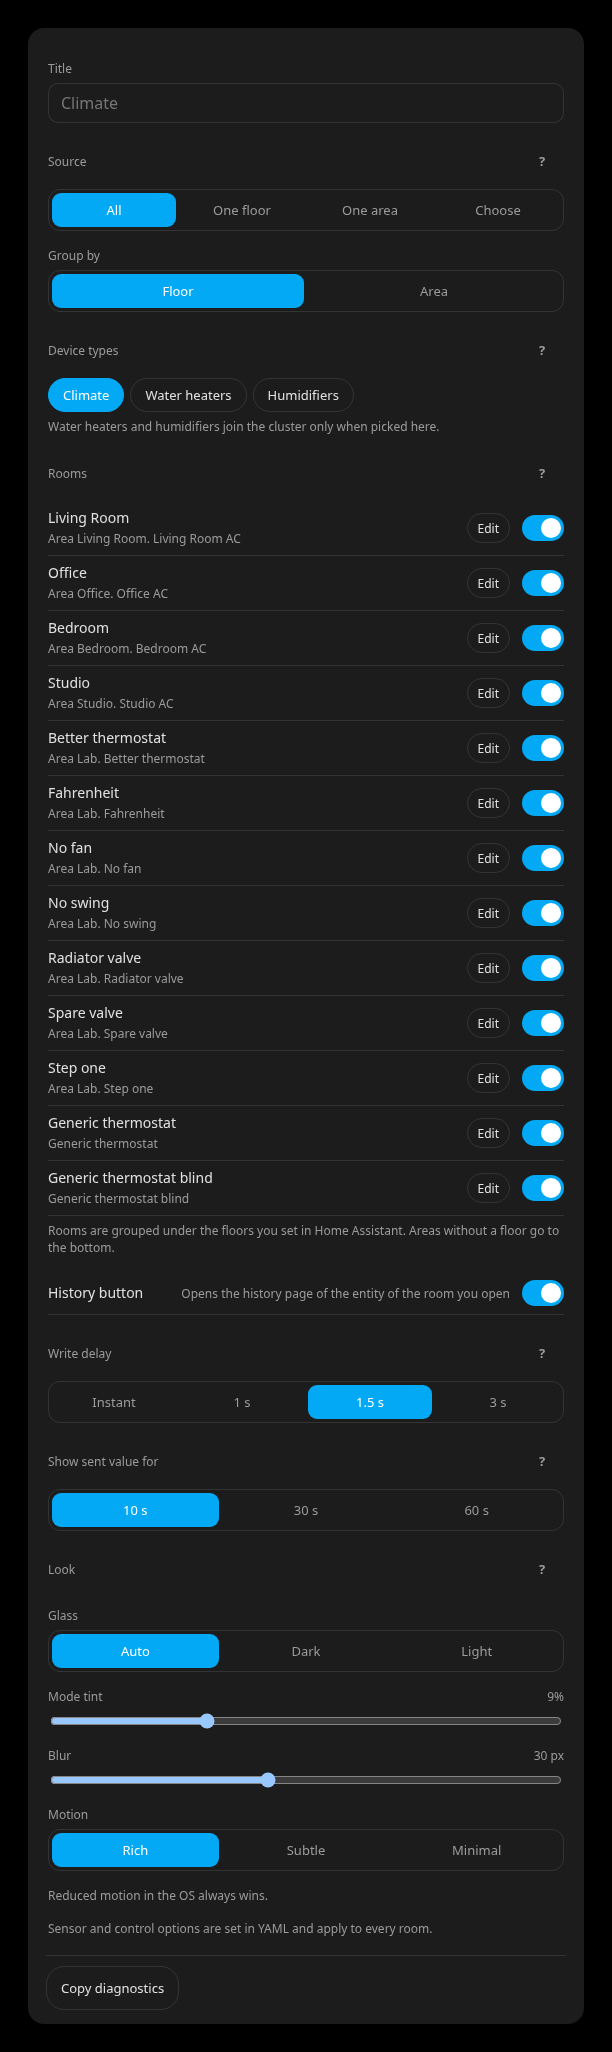 Title
Climate
Source ?
All One floor One area Choose
Group by
Floor Area
Device types ?
Climate Water heaters Humidifiers
Water heaters and humidifiers join the cluster only when picked here.
Rooms ?
Living Room
Area Living Room. Living Room AC
Edit
Office
Area Office. Office AC
Edit
Bedroom
Area Bedroom. Bedroom AC
Edit
Studio
Area Studio. Studio AC
Edit
Better thermostat
Area Lab. Better thermostat
Edit
Fahrenheit
Area Lab. Fahrenheit
Edit
No fan
Area Lab. No fan
Edit
No swing
Area Lab. No swing
Edit
Radiator valve
Area Lab. Radiator valve
Edit
Spare valve
Area Lab. Spare valve
Edit
Step one
Area Lab. Step one
Edit
Generic thermostat
Generic thermostat
Edit
Generic thermostat blind
Generic thermostat blind
Edit
Rooms are grouped under the floors you set in Home Assistant. Areas without a floor go to
the bottom.
History button Opens the history page of the entity of the room you open
Write delay ?
Instant 1 s 1.5 s 3 s
Show sent value for ?
10 s 30 s 60 s
Look ?
Glass
Auto Dark Light
Mode tint 9%
Blur 30 px
Motion
Rich Subtle Minimal
Reduced motion in the OS always wins.
Sensor and control options are set in YAML and apply to every room.
Copy diagnostics